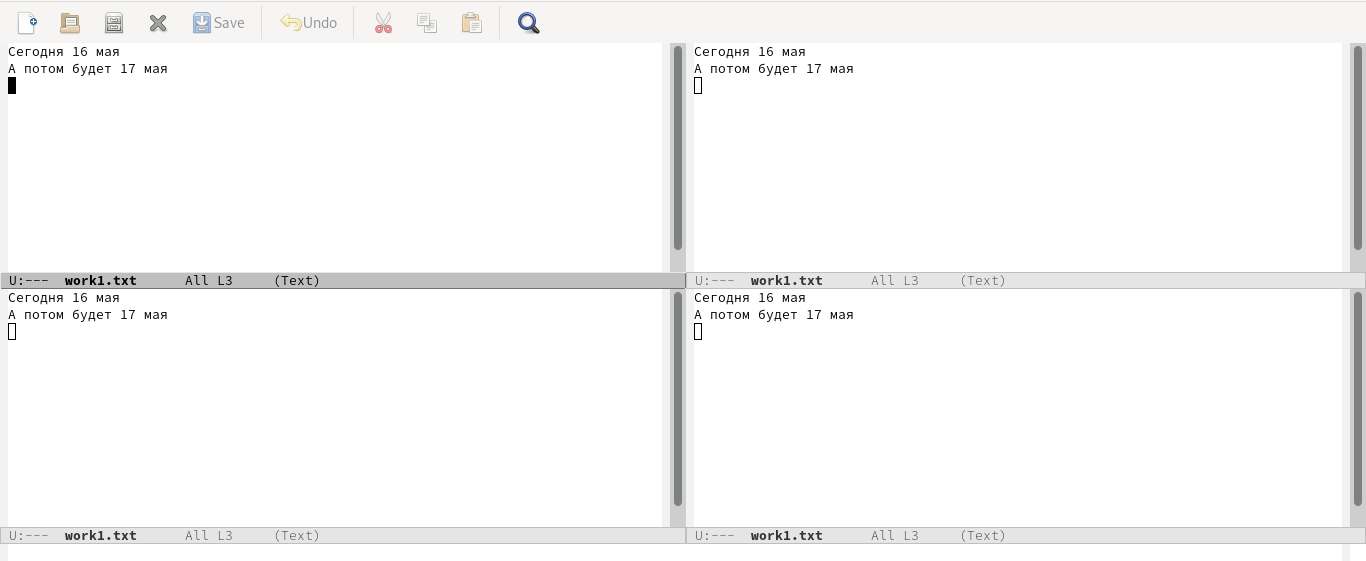 Save
Undo
Сегодня 16 мая
А потом будет 17 мая
U:--- work1.txt All L3 (Text)
Сегодня 16 мая
А потом будет 17 мая
U:--- work1.txt All L3 (Text)
Сегодня 16 мая
А потом будет 17 мая
U:--- work1.txt All L3 (Text)
Сегодня 16 мая
А потом будет 17 мая
U:--- work1.txt All L3 (Text)